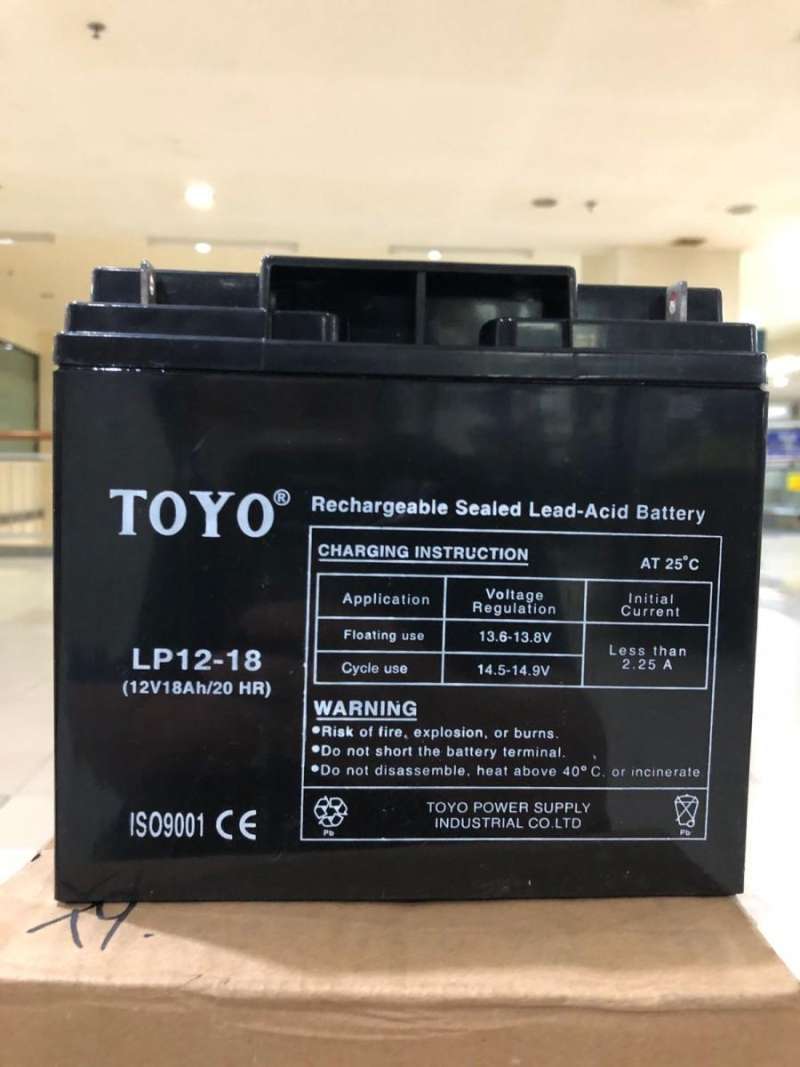 TOYO®
Rechargeable Sealed Lead-Acid Battery
LP12-18
(12V18Ah/20 HR)
ISO9001 CE
CHARGING INSTRUCTION
AT 25°C
Application Voltage Regulation Initial Current
Floating use 13.6-13.8V Less than 2.25 A
Cycle use 14.5-14.9V
WARNING
•Risk of fire, explosion, or burns.
•Do not short the battery terminal.
•Do not disassemble, heat above 40°C, or incinerate
Pb
TOYO POWER SUPPLY
INDUSTRIAL CO.LTD
Pb